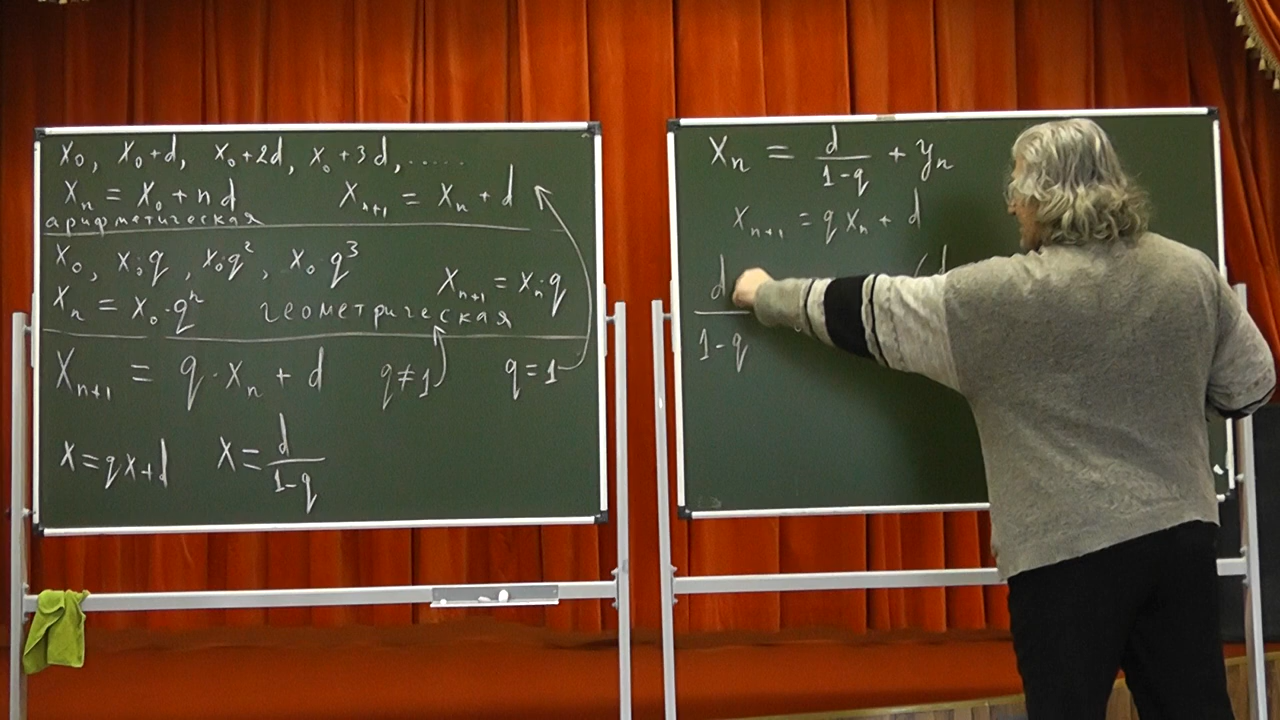 x₀, x₀+d, x₀+2d, x₀+3d, .....
xₙ = x₀ + nd xₙ₊₁ = xₙ + d
арифметическая
x₀, x₀·q, x₀q², x₀q³
xₙ₊₁ = xₙ·q
xₙ = x₀·qⁿ геометрическая
xₙ₊₁ = q·xₙ + d q≠1 q=1
x=qx+d x=d/(1-q)
xₙ = d/(1-q) + yₙ
xₙ₊₁ = qxₙ + d
d/(1-q)